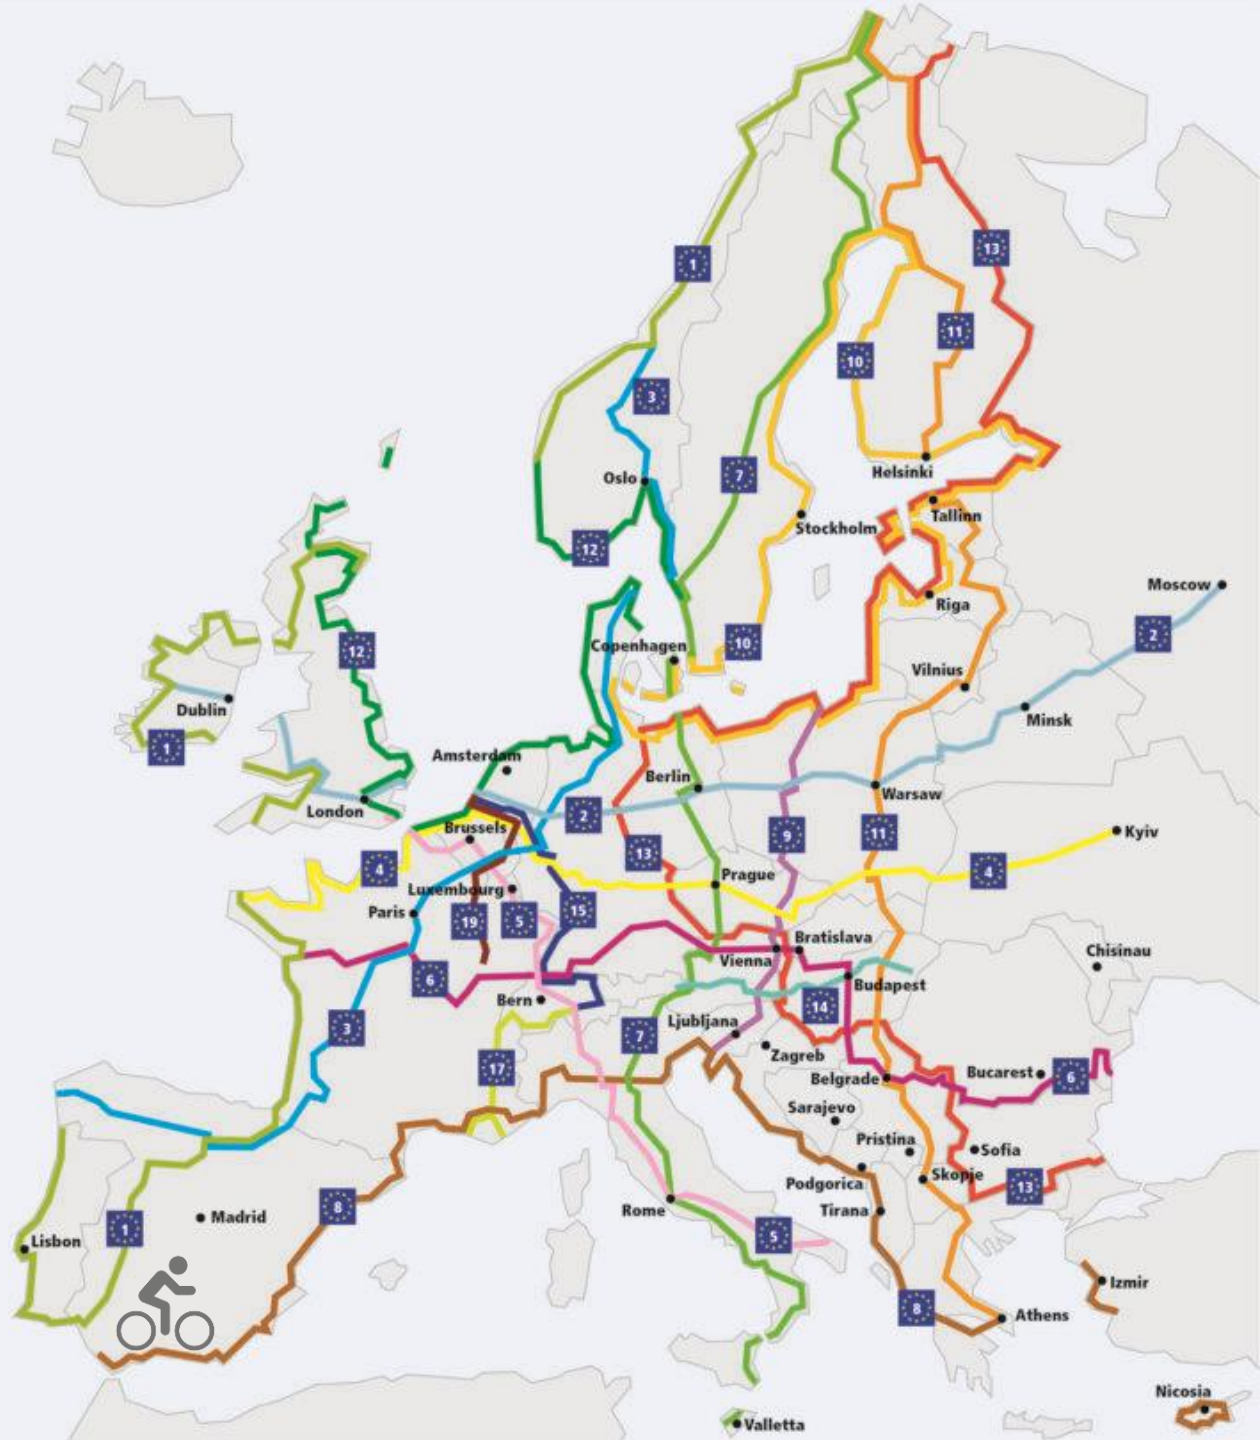 13
1
11
10
3
Helsinki
7
Oslo
Tallinn
Stockholm
12
Moscow
Riga
2
12
10
Copenhagen
Vilnius
Dublin
Minsk
1
Amsterdam
Berlin
Warsaw
London
2
Brussels
9
11
Kyiv
13
4
4
Prague
Luxembourg
Paris
15
19
5
Bratislava
Chisinau
Vienna
6
Budapest
Bern
14
Ljubljana
3
7
Zagreb
17
Belgrade
Bucarest
6
Sarajevo
Pristina
Sofia
Skopje
Podgorica
13
8
Rome
Tirana
Madrid
1
5
Lisbon
Izmir
8
Athens
Nicosia
Valletta